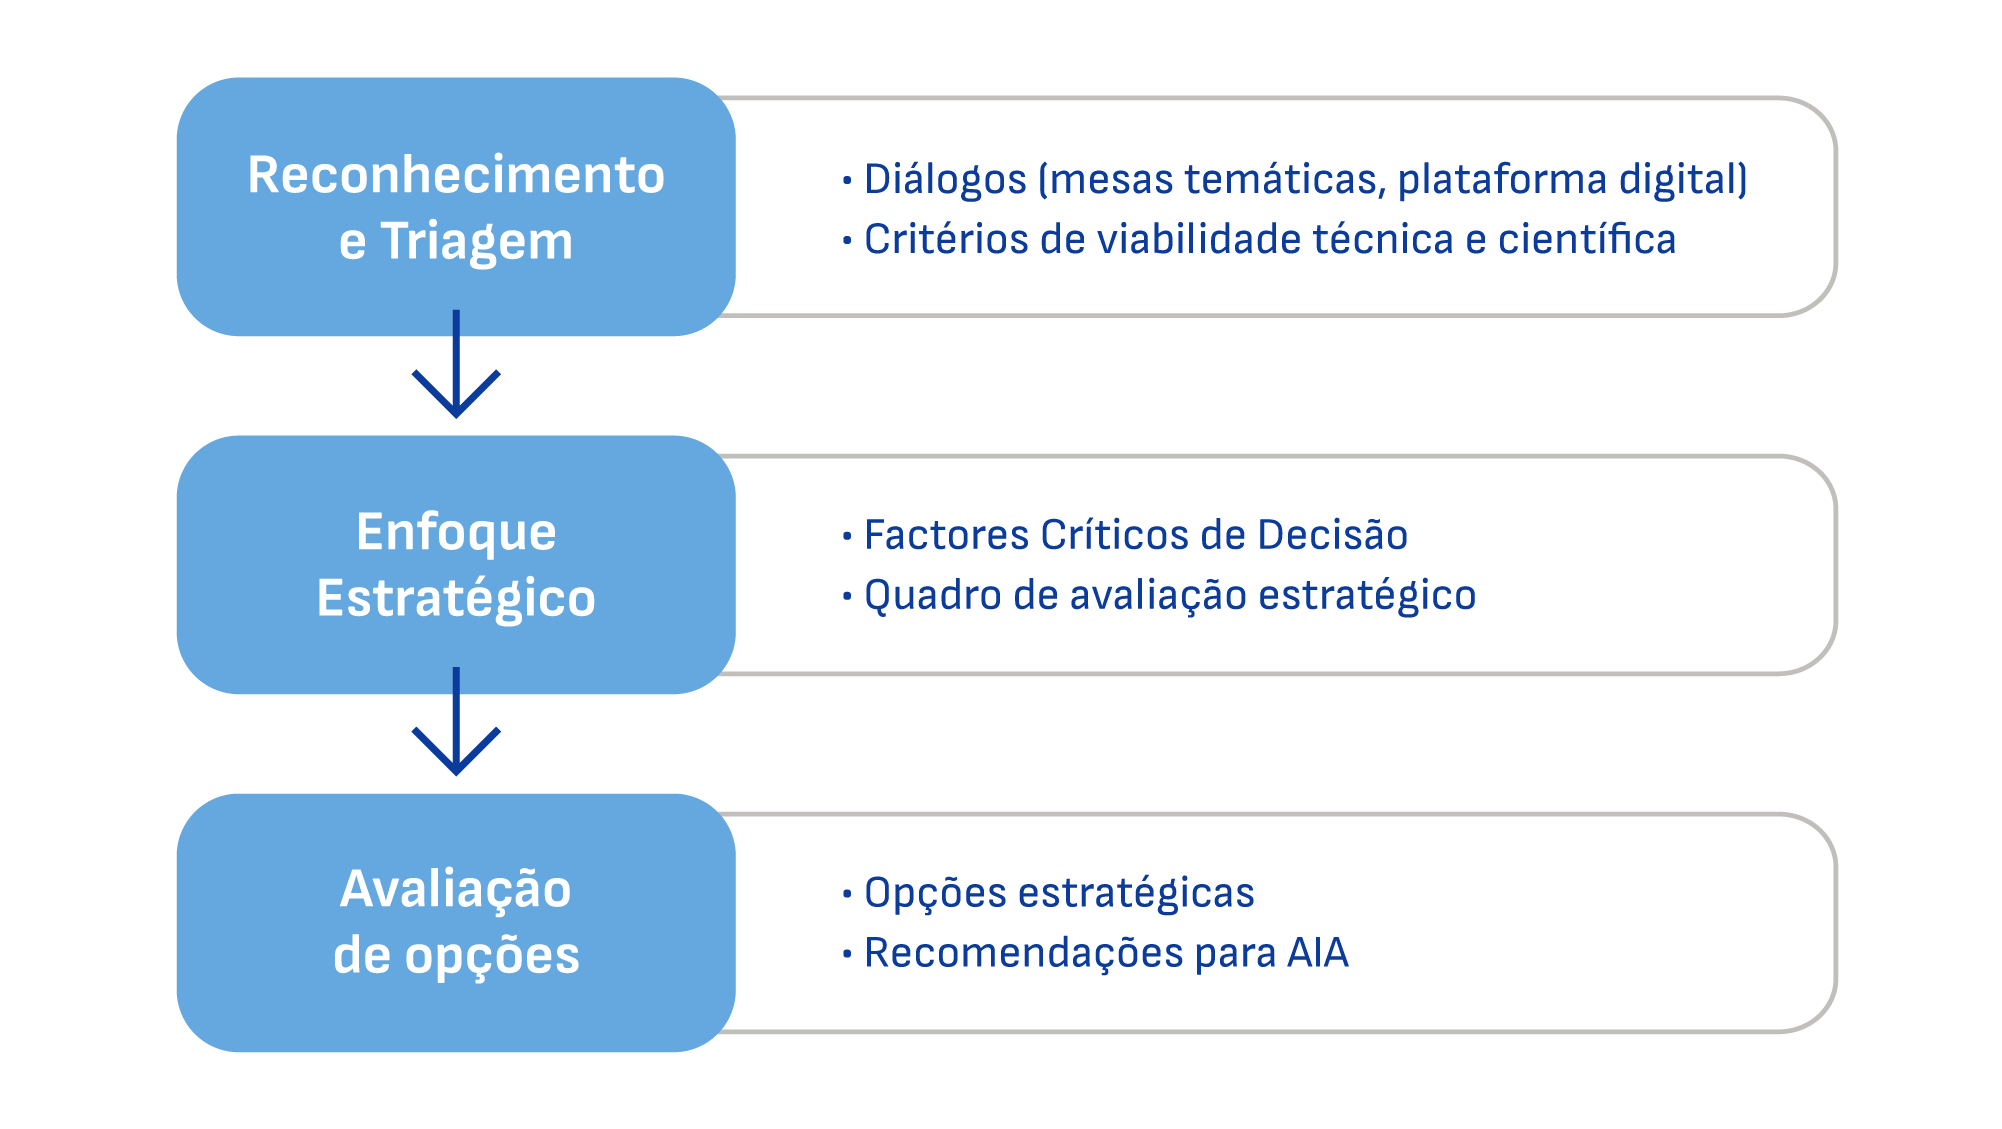 Reconhecimento
e Triagem
• Diálogos (mesas temáticas, plataforma digital)
• Critérios de viabilidade técnica e científica
Enfoque
Estratégico
• Factores Críticos de Decisão
• Quadro de avaliação estratégico
Avaliação
de opções
• Opções estratégicas
• Recomendações para AIA